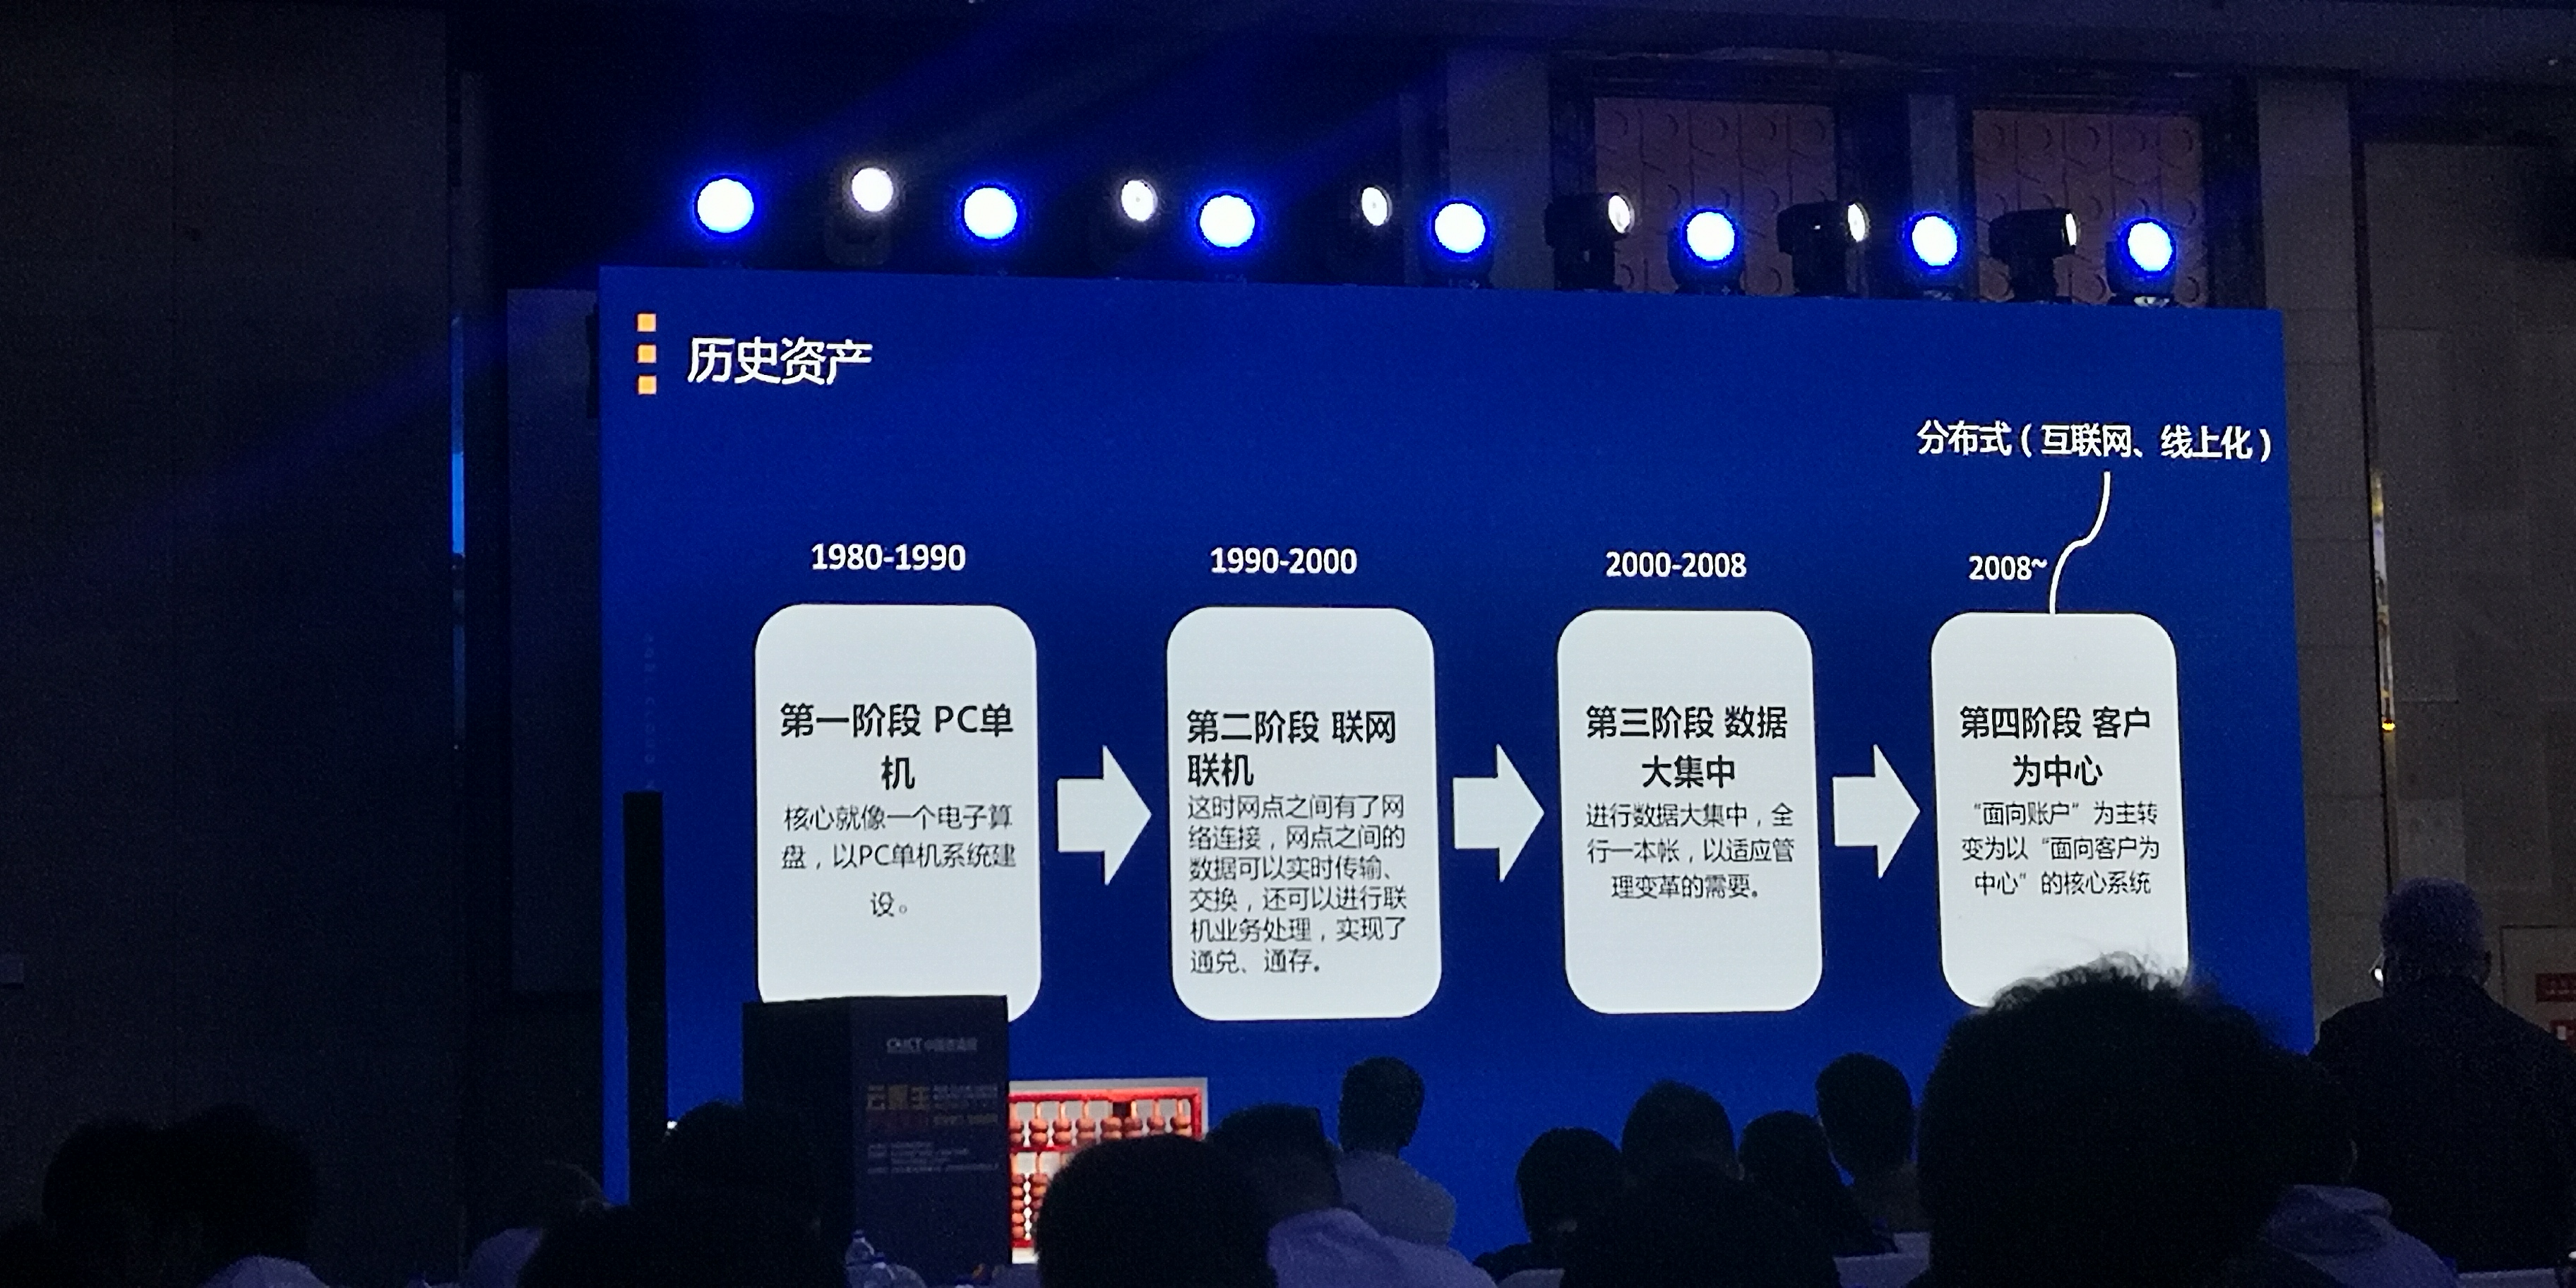 历史资产
分布式（互联网、线上化）
1980-1990
1990-2000
2000-2008
2008~
第一阶段 PC单
机
核心就像一个电子算
盘，以PC单机系统建
设。
第二阶段 联网
联机
这时网点之间有了网
络连接，网点之间的
数据可以实时传输、
交换，还可以进行联
机业务处理，实现了
通兑、通存。
第三阶段 数据
大集中
进行数据大集中，全
行一本帐，以适应管
理变革的需要。
第四阶段 客户
为中心
“面向账户”为主转
变为以“面向客户为
中心”的核心系统